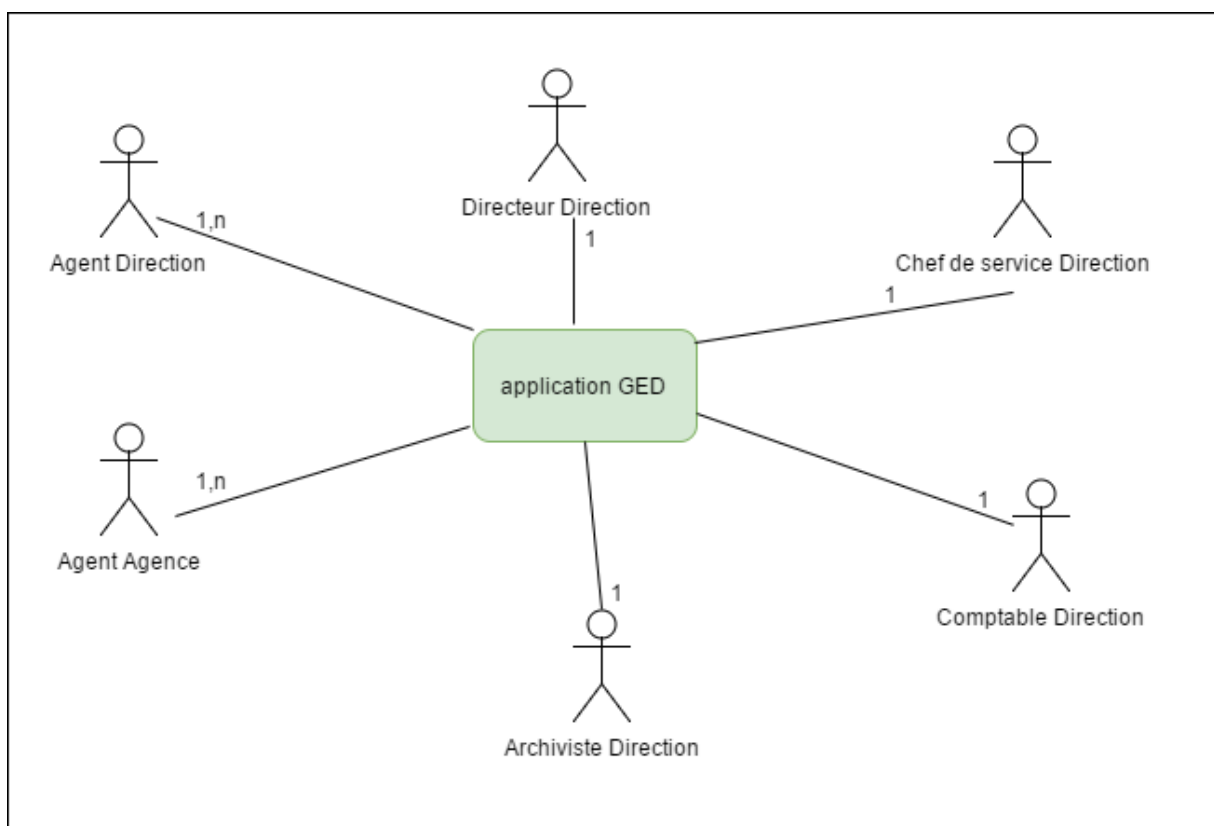 Directeur Direction
1
Agent Direction
1,n
Chef de service Direction
1
application GED
Agent Agence
1,n
1
Comptable Direction
1
Archiviste Direction